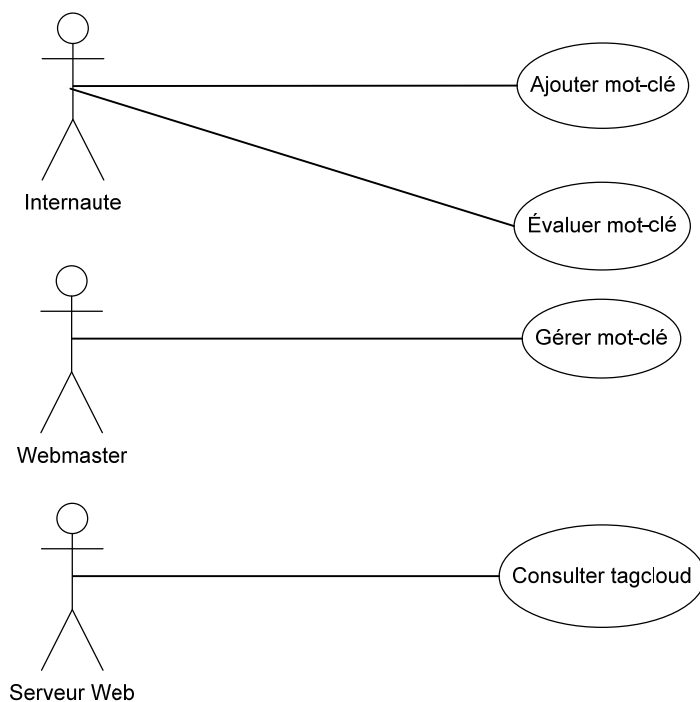 Ajouter mot-clé
Internaute
Évaluer mot-clé
Gérer mot-clé
Webmaster
Consulter tagcloud
Serveur Web